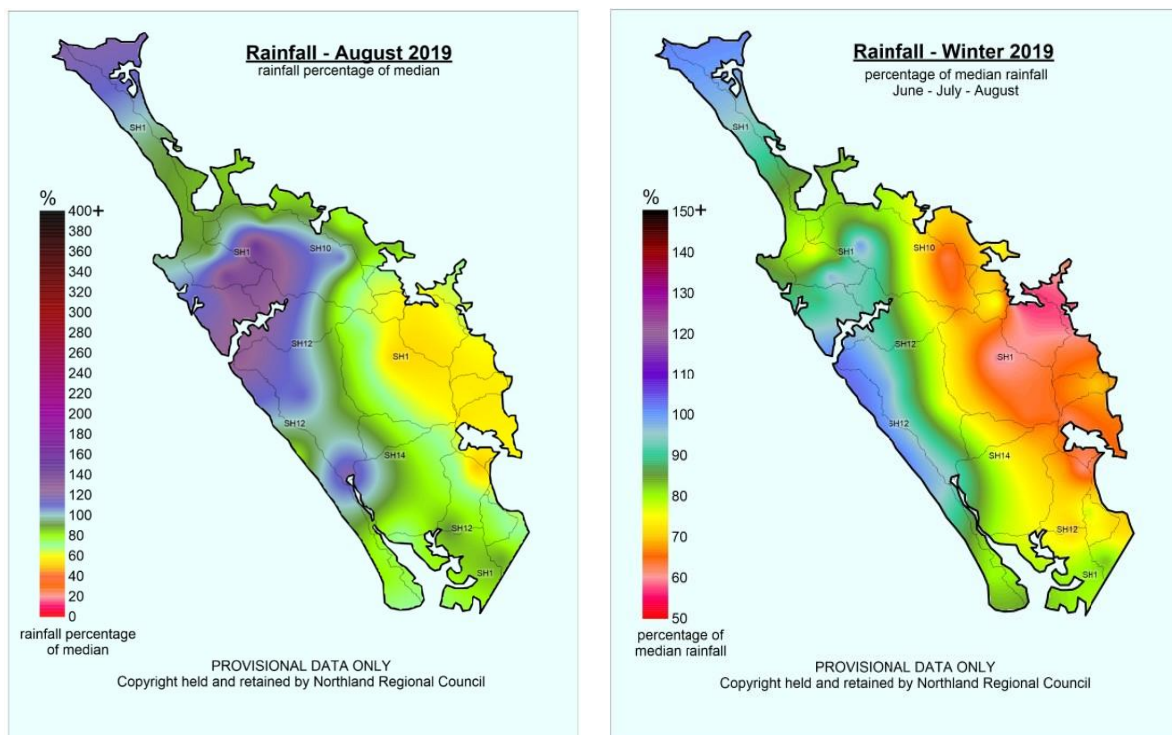 Rainfall - August 2019
rainfall percentage of median
SH1
%
400+
380
360
340
320
300
280
260
240
220
200
180
160
140
120
100
80
60
40
20
0
rainfall percentage
of median
SH1
SH10
SH12
SH1
SH12
SH14
SH12
SH1
PROVISIONAL DATA ONLY
Copyright held and retained by Northland Regional Council
Rainfall - Winter 2019
percentage of median rainfall
June - July - August
SH1
%
150+
140
130
120
110
100
90
80
70
60
50
percentage of
median rainfall
SH1
SH10
SH12
SH1
SH12
SH14
SH12
SH1
PROVISIONAL DATA ONLY
Copyright held and retained by Northland Regional Council